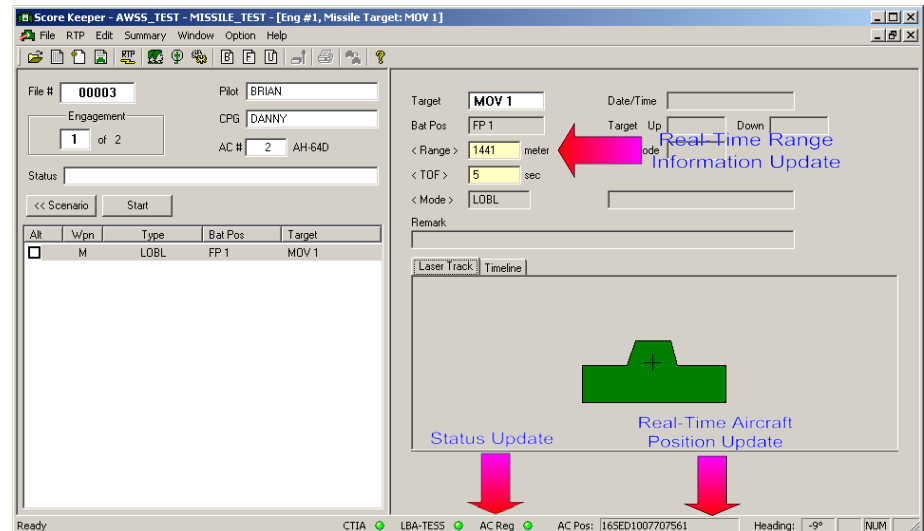 Score Keeper - AWSS_TEST - MISSILE_TEST - [Eng #1, Missile Target: MOV 1]
File RTP Edit Summary Window Option Help
RTP B F U ?
File # 00003
Pilot BRIAN
Engagement
1 of 2
CPG DANNY
AC # 2 AH-64D
Status
<< Scenario Start
Alt Wpn Type Bat Pos Target
M LOBL FP 1 MOV 1
Target MOV 1 Date/Time
Bat Pos FP 1 Target Up Down
< Range > 1441 meter ode
Real-Time Range
Information Update
< TOF > 5 sec
< Mode > LOBL
Remark
Laser Track Timeline
Status Update
Real-Time Aircraft
Position Update
Ready CTIA LBA-TESS AC Reg AC Pos: 16SED1007707561 Heading: -9° NUM